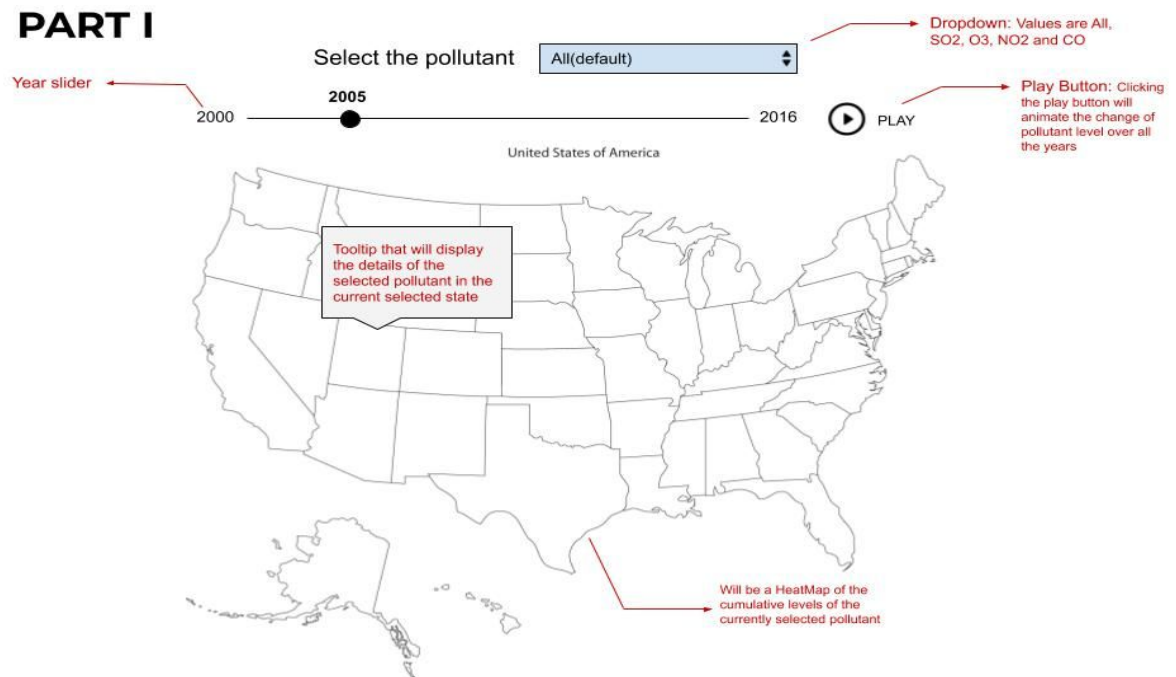 PART I
Select the pollutant
All(default)
Dropdown: Values are All,
SO2, O3, NO2 and CO
Year slider
2005
2000
2016
PLAY
Play Button: Clicking
the play button will
animate the change of
pollutant level over all
the years
United States of America
Tooltip that will display
the details of the
selected pollutant in the
current selected state
Will be a HeatMap of the
cumulative levels of the
currently selected pollutant